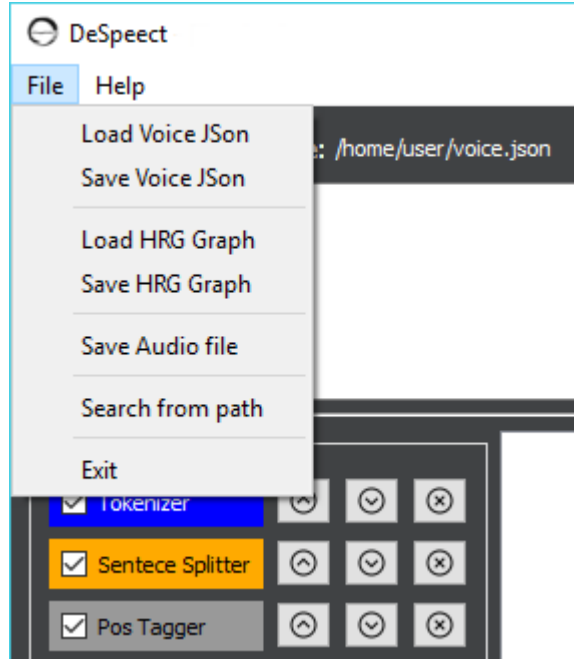 DeSpeect
File Help
Load Voice JSon
: /home/user/voice.json
Save Voice JSon
Load HRG Graph
Save HRG Graph
Save Audio file
Search from path
Exit
Tokenizer
Sentece Splitter
Pos Tagger